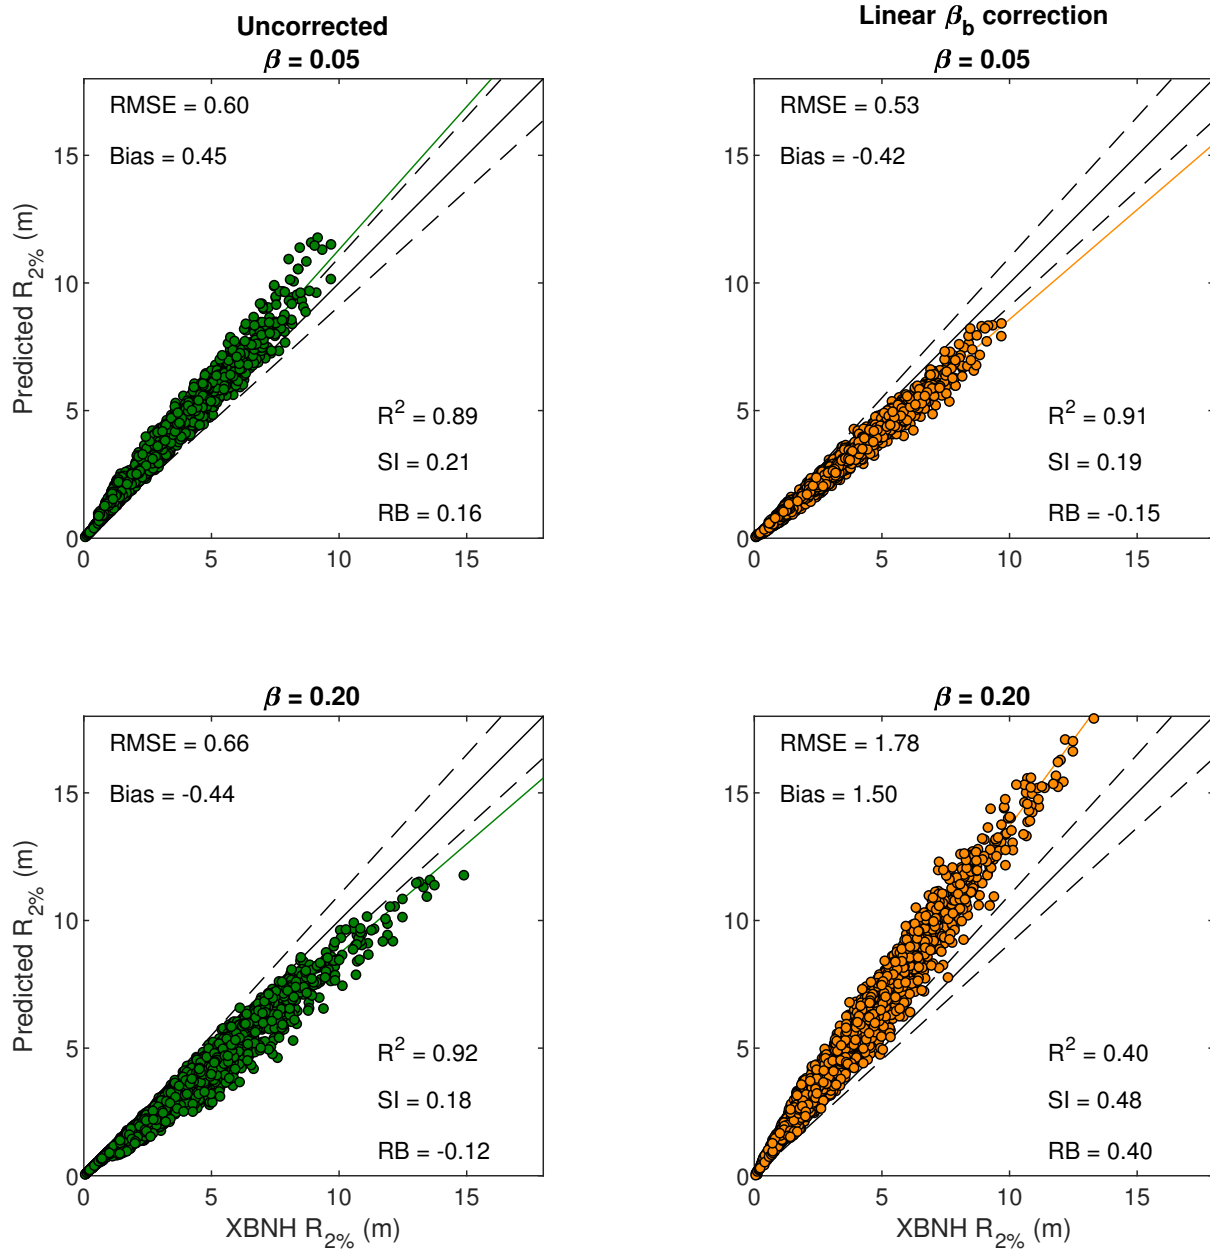 Uncorrected
β = 0.05
RMSE = 0.60
Bias = 0.45
R² = 0.89
SI = 0.21
RB = 0.16
Predicted R₂% (m)
15
10
5
0
0 5 10 15
Linear β_b correction
β = 0.05
RMSE = 0.53
Bias = -0.42
R² = 0.91
SI = 0.19
RB = -0.15
15
10
5
0
0 5 10 15
β = 0.20
RMSE = 0.66
Bias = -0.44
R² = 0.92
SI = 0.18
RB = -0.12
Predicted R₂% (m)
15
10
5
0
0 5 10 15
XBNH R₂% (m)
β = 0.20
RMSE = 1.78
Bias = 1.50
R² = 0.40
SI = 0.48
RB = 0.40
15
10
5
0
0 5 10 15
XBNH R₂% (m)